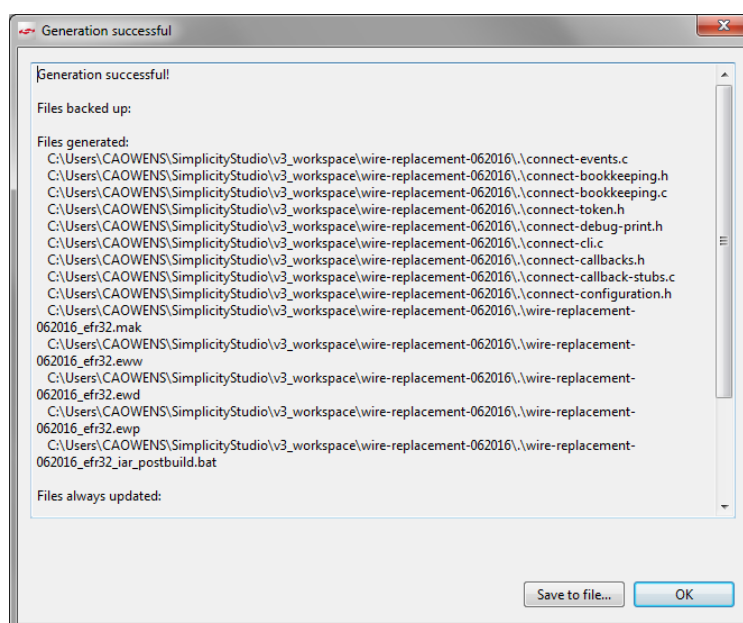 Generation successful
Generation successful!
Files backed up:
Files generated:
C:\Users\CAOWENS\SimplicityStudio\v3_workspace\wire-replacement-062016\.\connect-events.c
C:\Users\CAOWENS\SimplicityStudio\v3_workspace\wire-replacement-062016\.\connect-bookkeeping.h
C:\Users\CAOWENS\SimplicityStudio\v3_workspace\wire-replacement-062016\.\connect-bookkeeping.c
C:\Users\CAOWENS\SimplicityStudio\v3_workspace\wire-replacement-062016\.\connect-token.h
C:\Users\CAOWENS\SimplicityStudio\v3_workspace\wire-replacement-062016\.\connect-debug-print.h
C:\Users\CAOWENS\SimplicityStudio\v3_workspace\wire-replacement-062016\.\connect-cli.c
C:\Users\CAOWENS\SimplicityStudio\v3_workspace\wire-replacement-062016\.\connect-callbacks.h
C:\Users\CAOWENS\SimplicityStudio\v3_workspace\wire-replacement-062016\.\connect-callback-stubs.c
C:\Users\CAOWENS\SimplicityStudio\v3_workspace\wire-replacement-062016\.\connect-configuration.h
C:\Users\CAOWENS\SimplicityStudio\v3_workspace\wire-replacement-062016\.\wire-replacement-
062016_efr32.mak
C:\Users\CAOWENS\SimplicityStudio\v3_workspace\wire-replacement-062016\.\wire-replacement-
062016_efr32.eww
C:\Users\CAOWENS\SimplicityStudio\v3_workspace\wire-replacement-062016\.\wire-replacement-
062016_efr32.ewd
C:\Users\CAOWENS\SimplicityStudio\v3_workspace\wire-replacement-062016\.\wire-replacement-
062016_efr32.ewp
C:\Users\CAOWENS\SimplicityStudio\v3_workspace\wire-replacement-062016\.\wire-replacement-
062016_efr32_iar_postbuild.bat
Files always updated:
Save to file...
OK